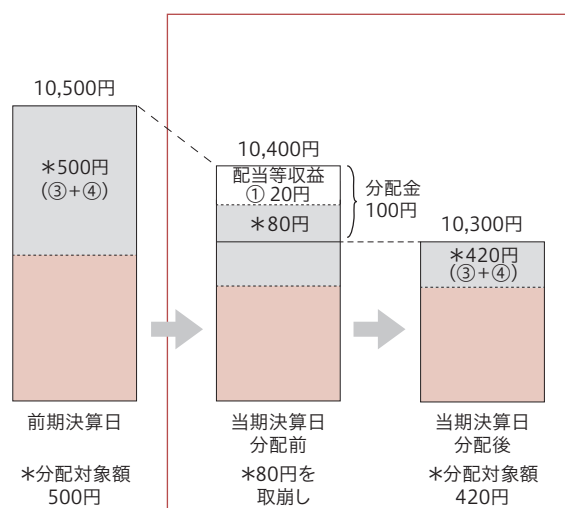 10,500円
＊500円
(③+④)
前期決算日
＊分配対象額
500円
10,400円
配当等収益
① 20円
＊80円
分配金
100円
当期決算日
分配前
＊80円を
取崩し
10,300円
＊420円
(③+④)
当期決算日
分配後
＊分配対象額
420円